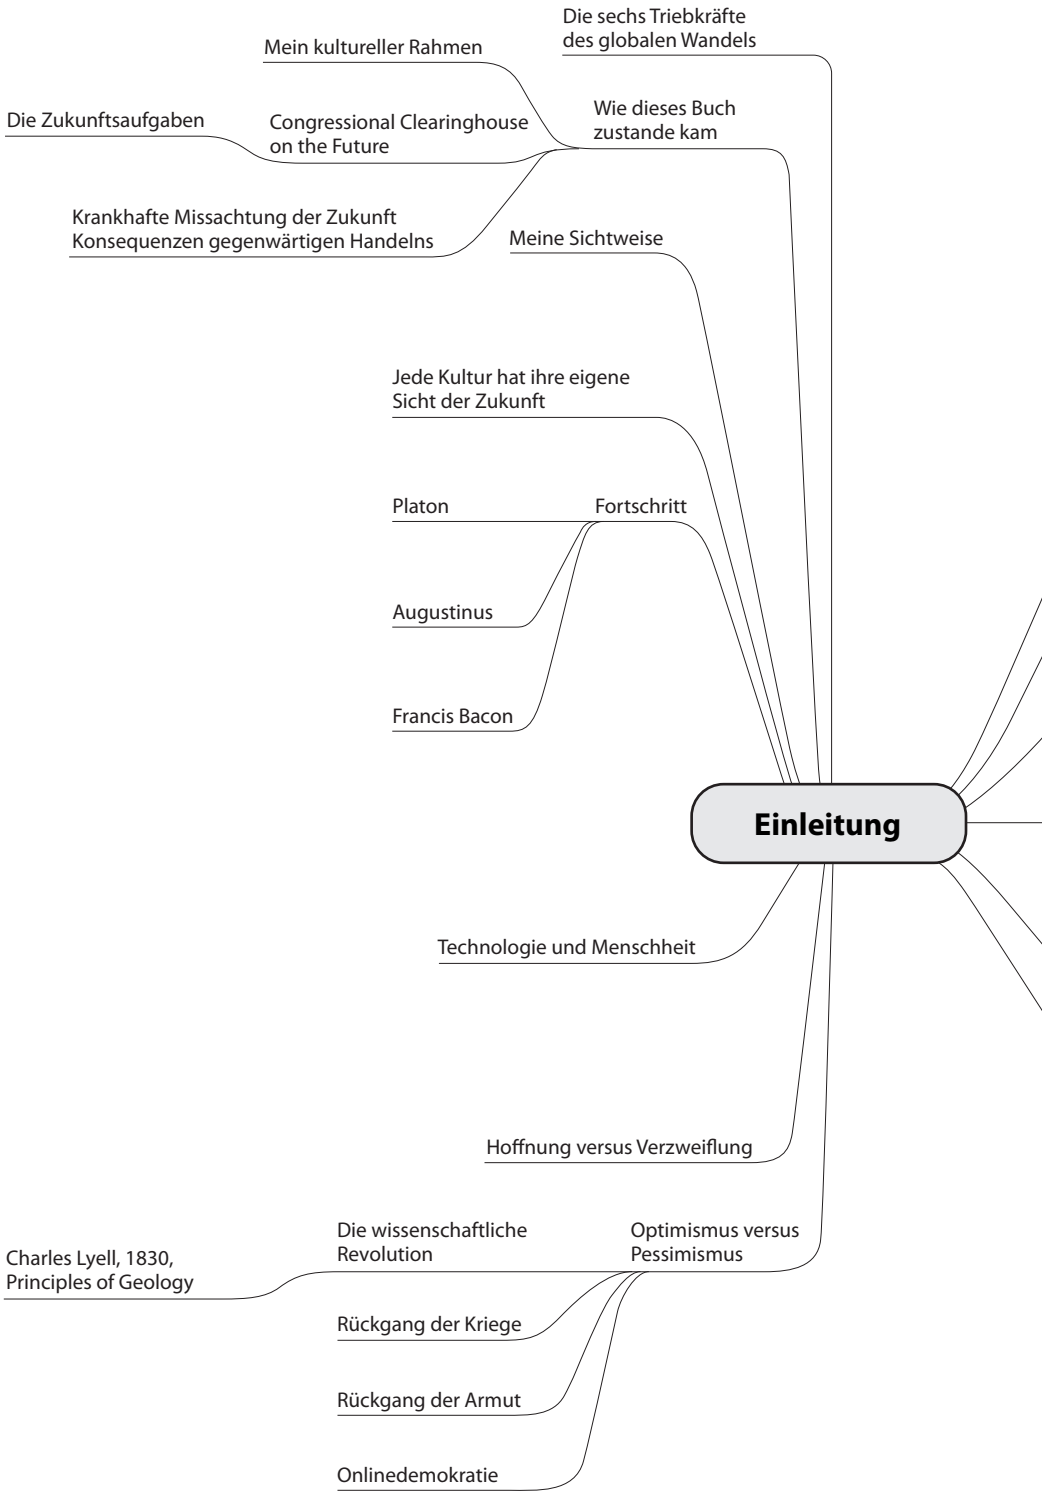 Die sechs Triebkräfte
des globalen Wandels
Mein kultureller Rahmen
Wie dieses Buch
zustande kam
Die Zukunftsaufgaben
Congressional Clearinghouse
on the Future
Krankhafte Missachtung der Zukunft
Konsequenzen gegenwärtigen Handelns
Meine Sichtweise
Jede Kultur hat ihre eigene
Sicht der Zukunft
Platon
Fortschritt
Augustinus
Francis Bacon
Einleitung
Technologie und Menschheit
Hoffnung versus Verzweiflung
Die wissenschaftliche
Revolution
Optimismus versus
Pessimismus
Charles Lyell, 1830,
Principles of Geology
Rückgang der Kriege
Rückgang der Armut
Onlinedemokratie